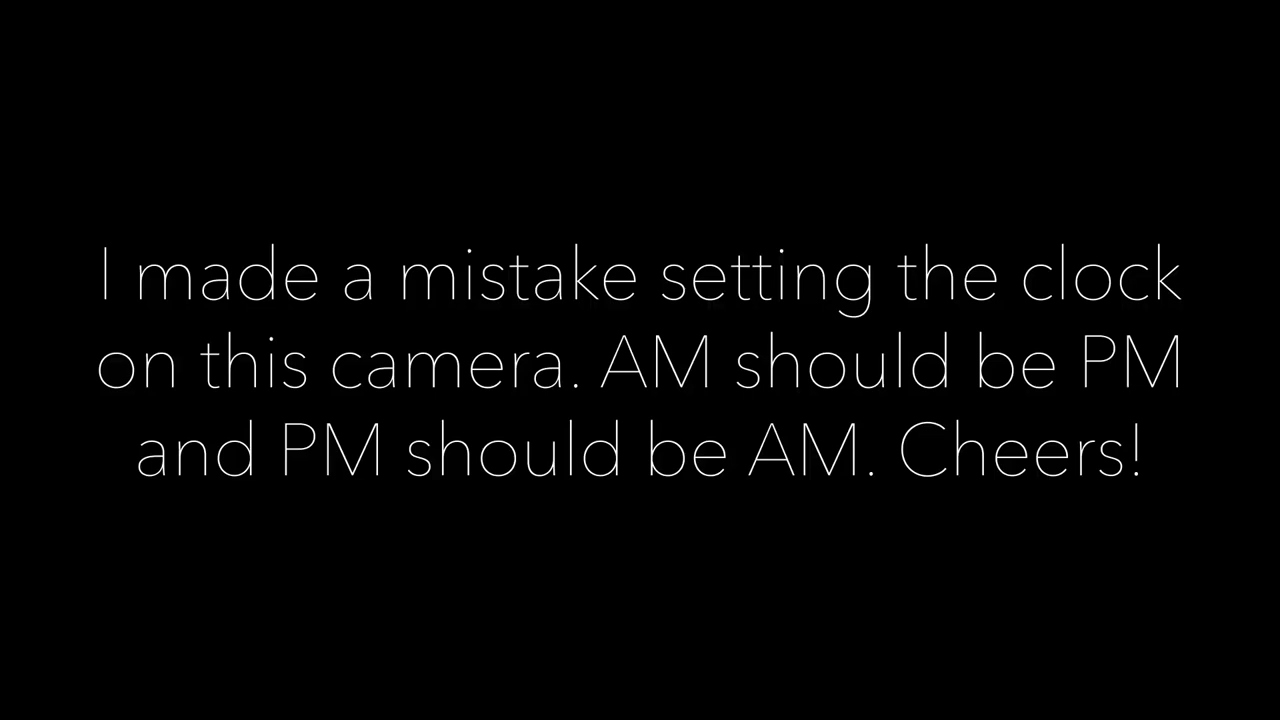 I made a mistake setting the clock
on this camera. AM should be PM
and PM should be AM. Cheers!